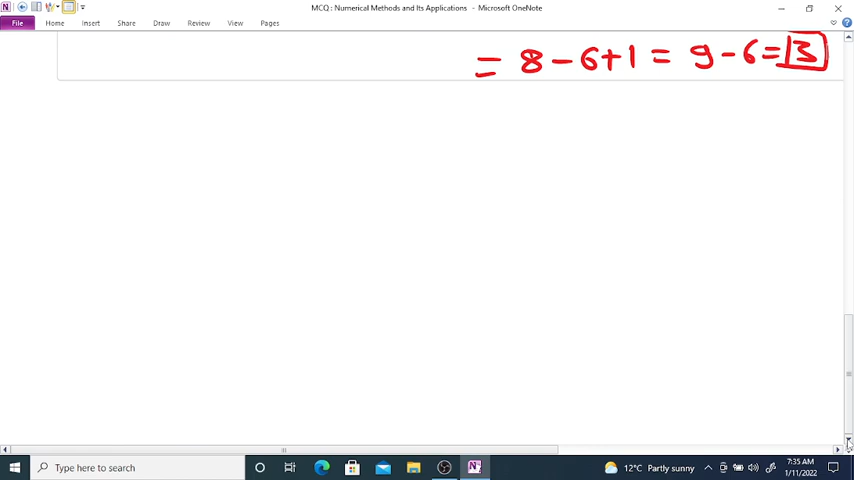 MCQ : Numerical Methods and Its Applications - Microsoft OneNote
File Home Insert Share Draw Review View Pages
= 8 - 6 + 1 = 9 - 6 = 3
Type here to search
12°C Partly sunny
7:35 AM
1/11/2022